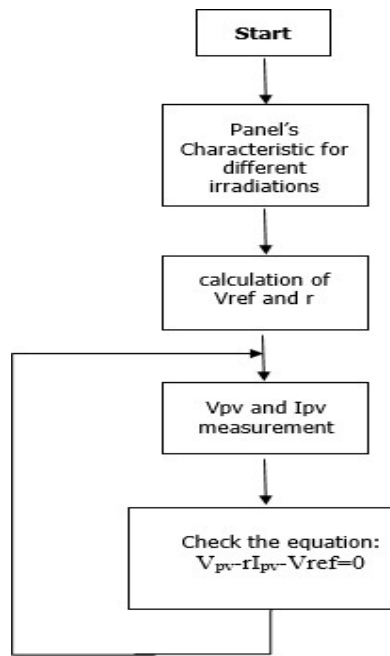 Start
Panel's
Characteristic for
different
irradiations
calculation of
Vref and r
Vpv and Ipv
measurement
Check the equation:
Vpv-rIpv-Vref=0